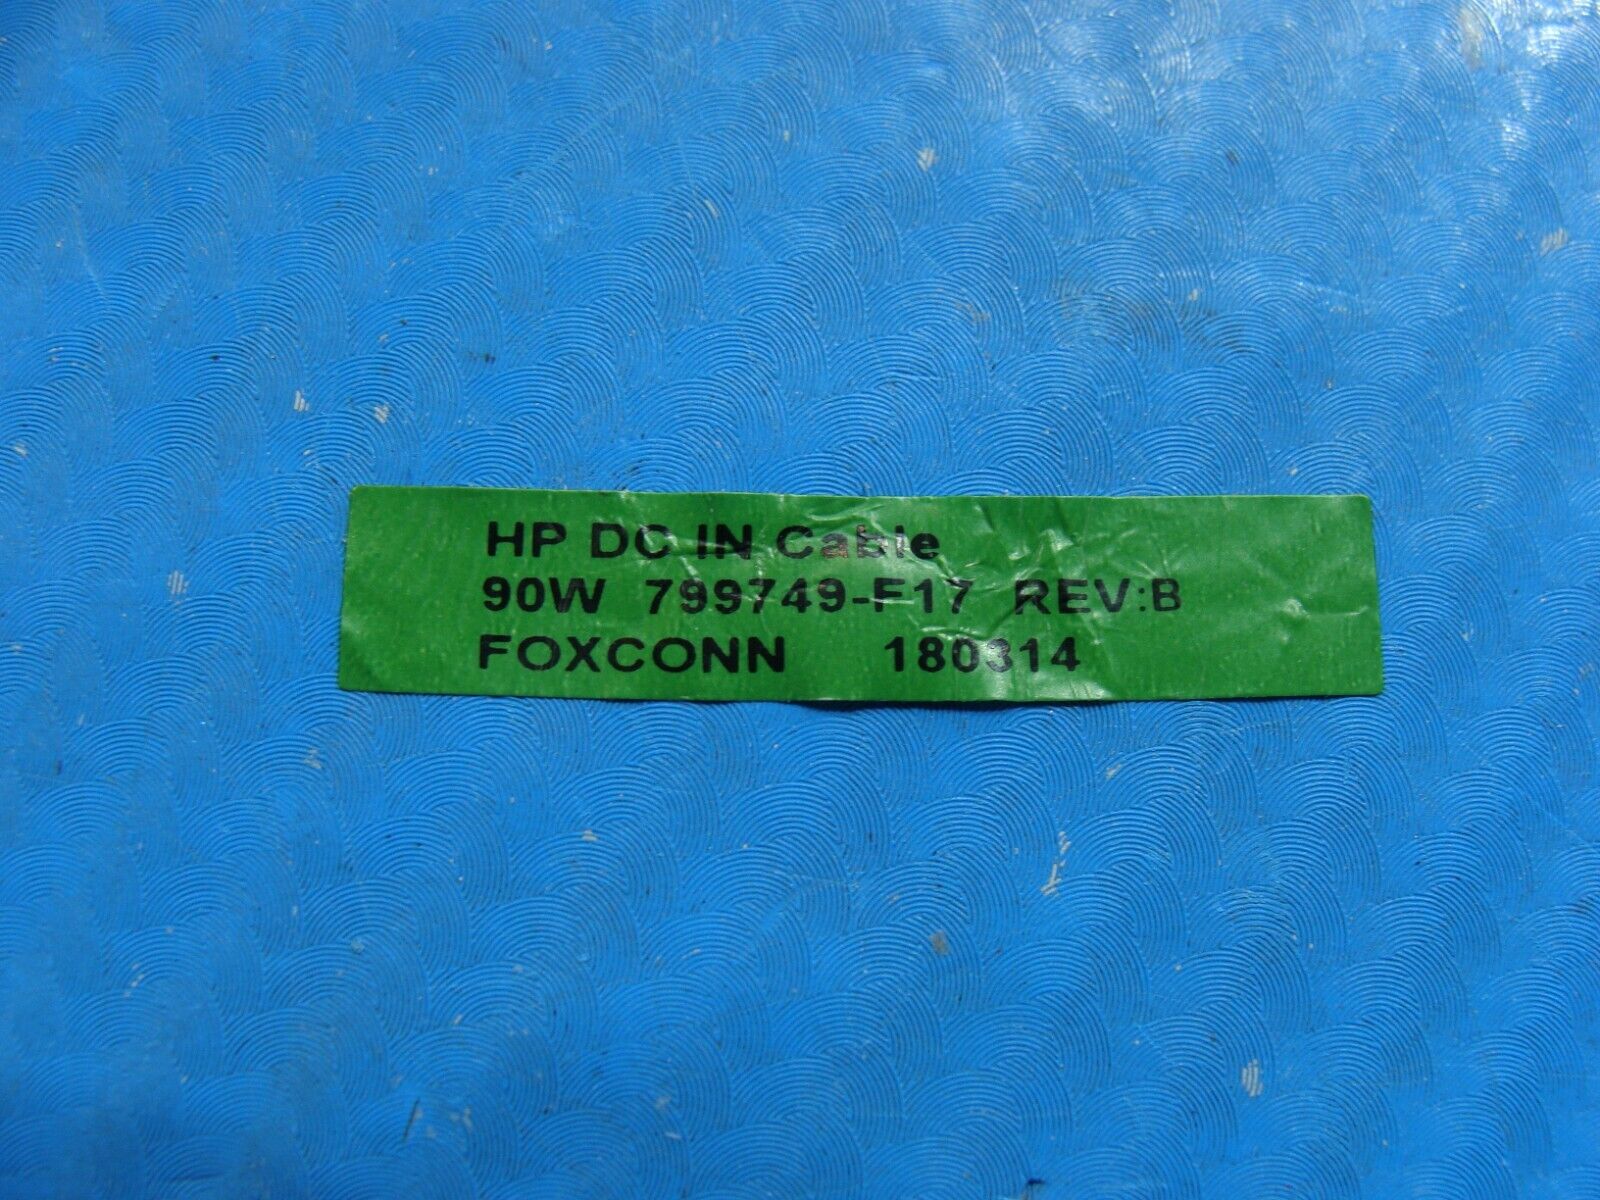 HP DC IN Cable
90W 799749-F17 REV:B
FOXCONN 180314